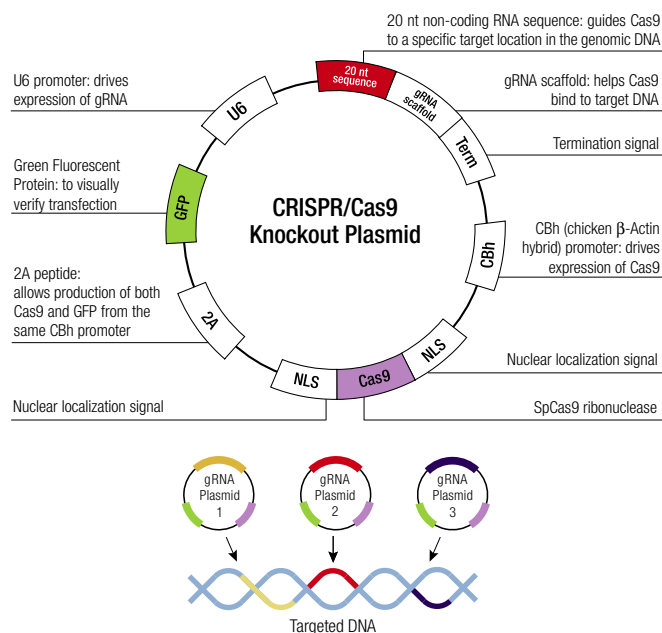 20 nt non-coding RNA sequence: guides Cas9
to a specific target location in the genomic DNA
U6 promoter: drives
expression of gRNA
20 nt
sequence
gRNA
scaffold
gRNA scaffold: helps Cas9
bind to target DNA
U6
Term
Termination signal
Green Fluorescent
Protein: to visually
verify transfection
GFP
CRISPR/Cas9
Knockout Plasmid
CBh
CBh (chicken β-Actin
hybrid) promoter: drives
expression of Cas9
2A peptide:
allows production of both
Cas9 and GFP from the
same CBh promoter
2A
NLS
Cas9
NLS
Nuclear localization signal
Nuclear localization signal
SpCas9 ribonuclease
gRNA
Plasmid
1
gRNA
Plasmid
2
gRNA
Plasmid
3
Targeted DNA